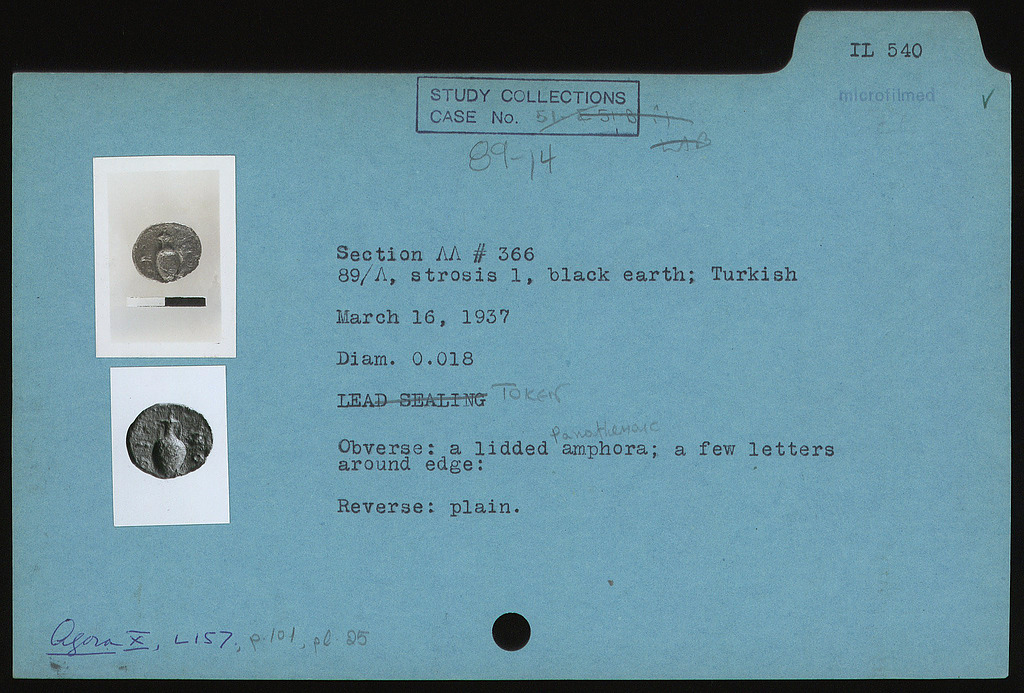 IL 540
microfilmed
STUDY COLLECTIONS
CASE No. 51
LAB
89-14
Section ΛΛ # 366
89/Λ, strosis 1, black earth; Turkish
March 16, 1937
Diam. 0.018
LEAD SEALING TOKEN
Panathenaic
Obverse: a lidded amphora; a few letters
around edge:
Reverse: plain.
Agora X, L157, p. 101, pl. 25